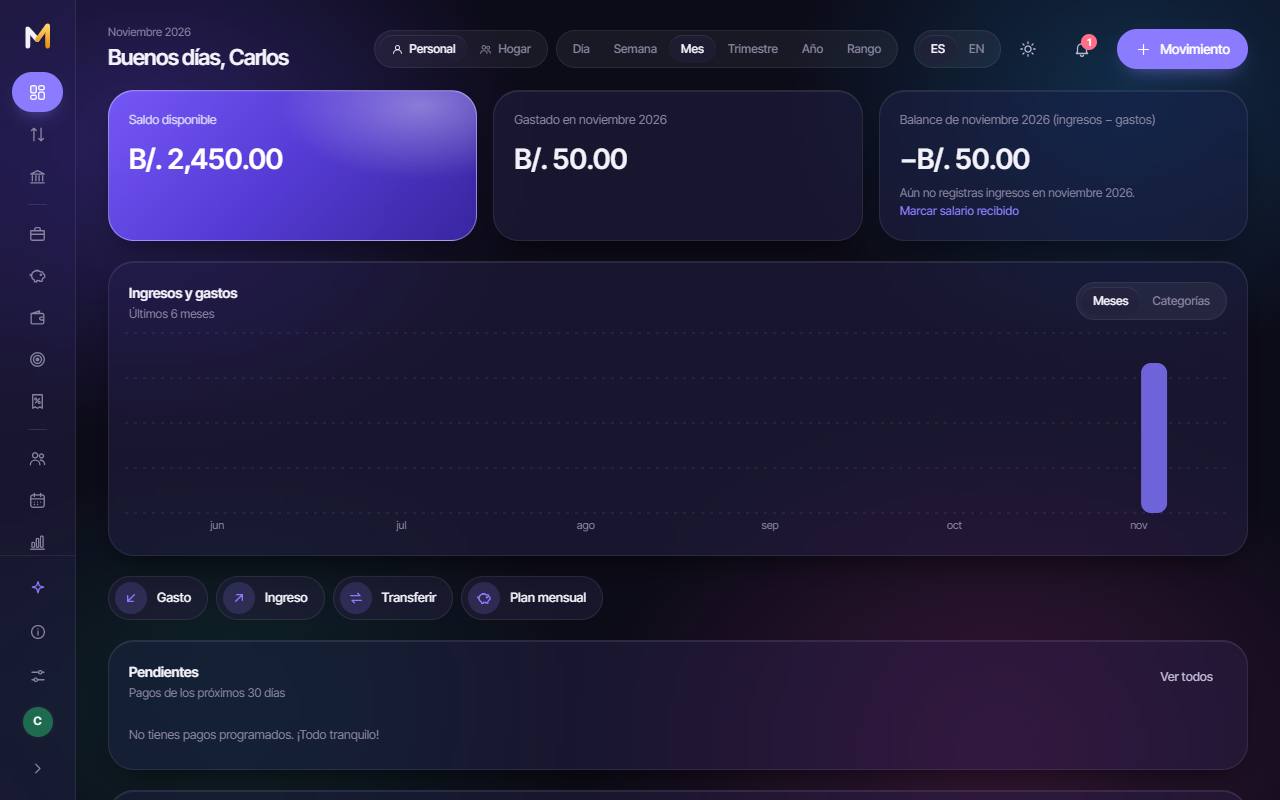 Noviembre 2026
Buenos días, Carlos
Personal
Hogar
Día
Semana
Mes
Trimestre
Año
Rango
ES
EN
1
Movimiento
Saldo disponible
B/. 2,450.00
Gastado en noviembre 2026
B/. 50.00
Balance de noviembre 2026 (ingresos − gastos)
−B/. 50.00
Aún no registras ingresos en noviembre 2026.
Marcar salario recibido
Ingresos y gastos
Últimos 6 meses
Meses
Categorías
jun
jul
ago
sep
oct
nov
Gasto
Ingreso
Transferir
Plan mensual
Pendientes
Pagos de los próximos 30 días
Ver todos
No tienes pagos programados. ¡Todo tranquilo!
C